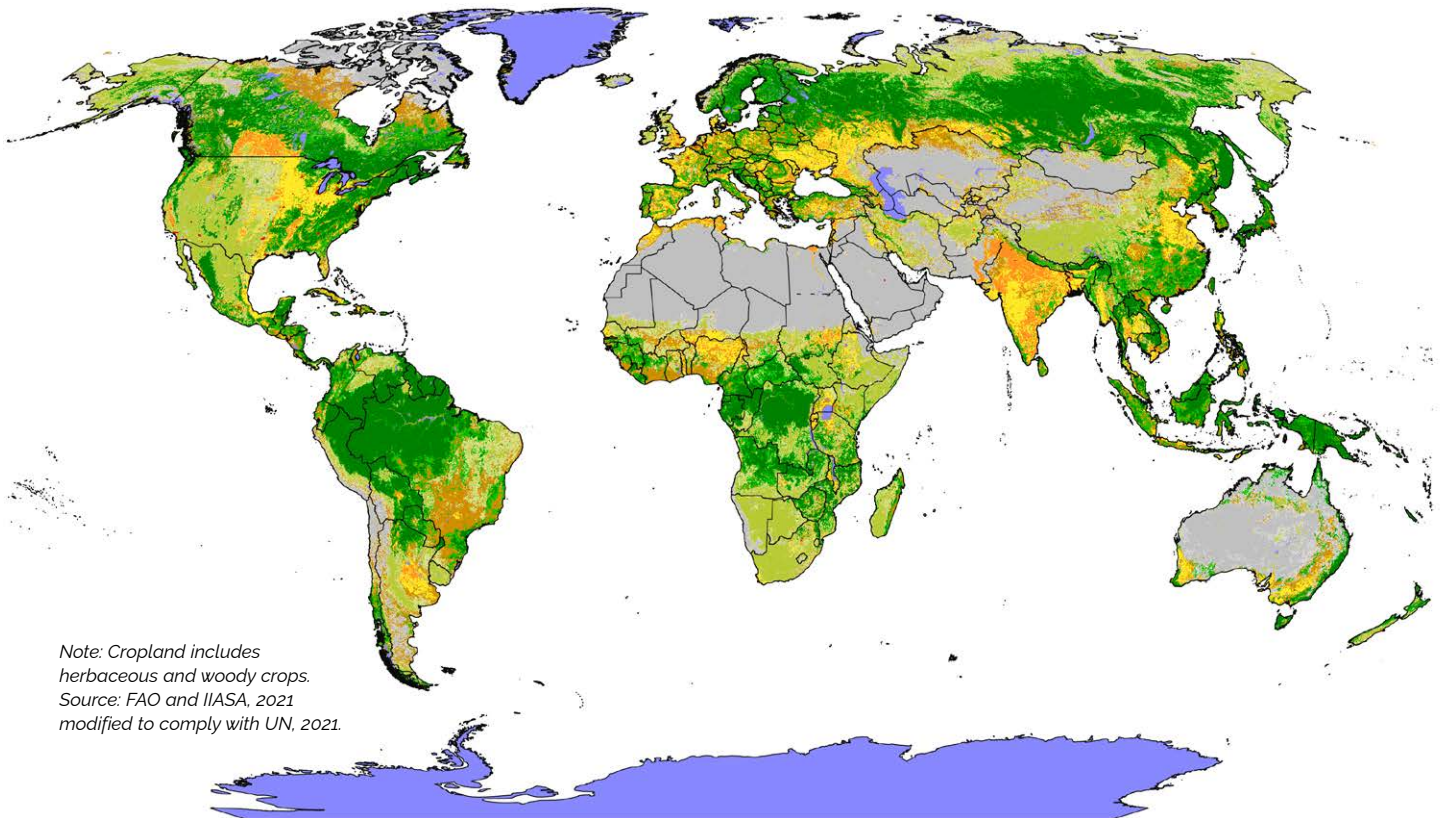 Note: Cropland includes
herbaceous and woody crops.
Source: FAO and IIASA, 2021
modified to comply with UN, 2021.